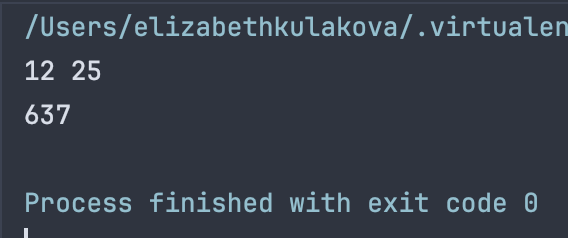 /Users/elizabethkulakova/.virtualen
12 25
637
Process finished with exit code 0